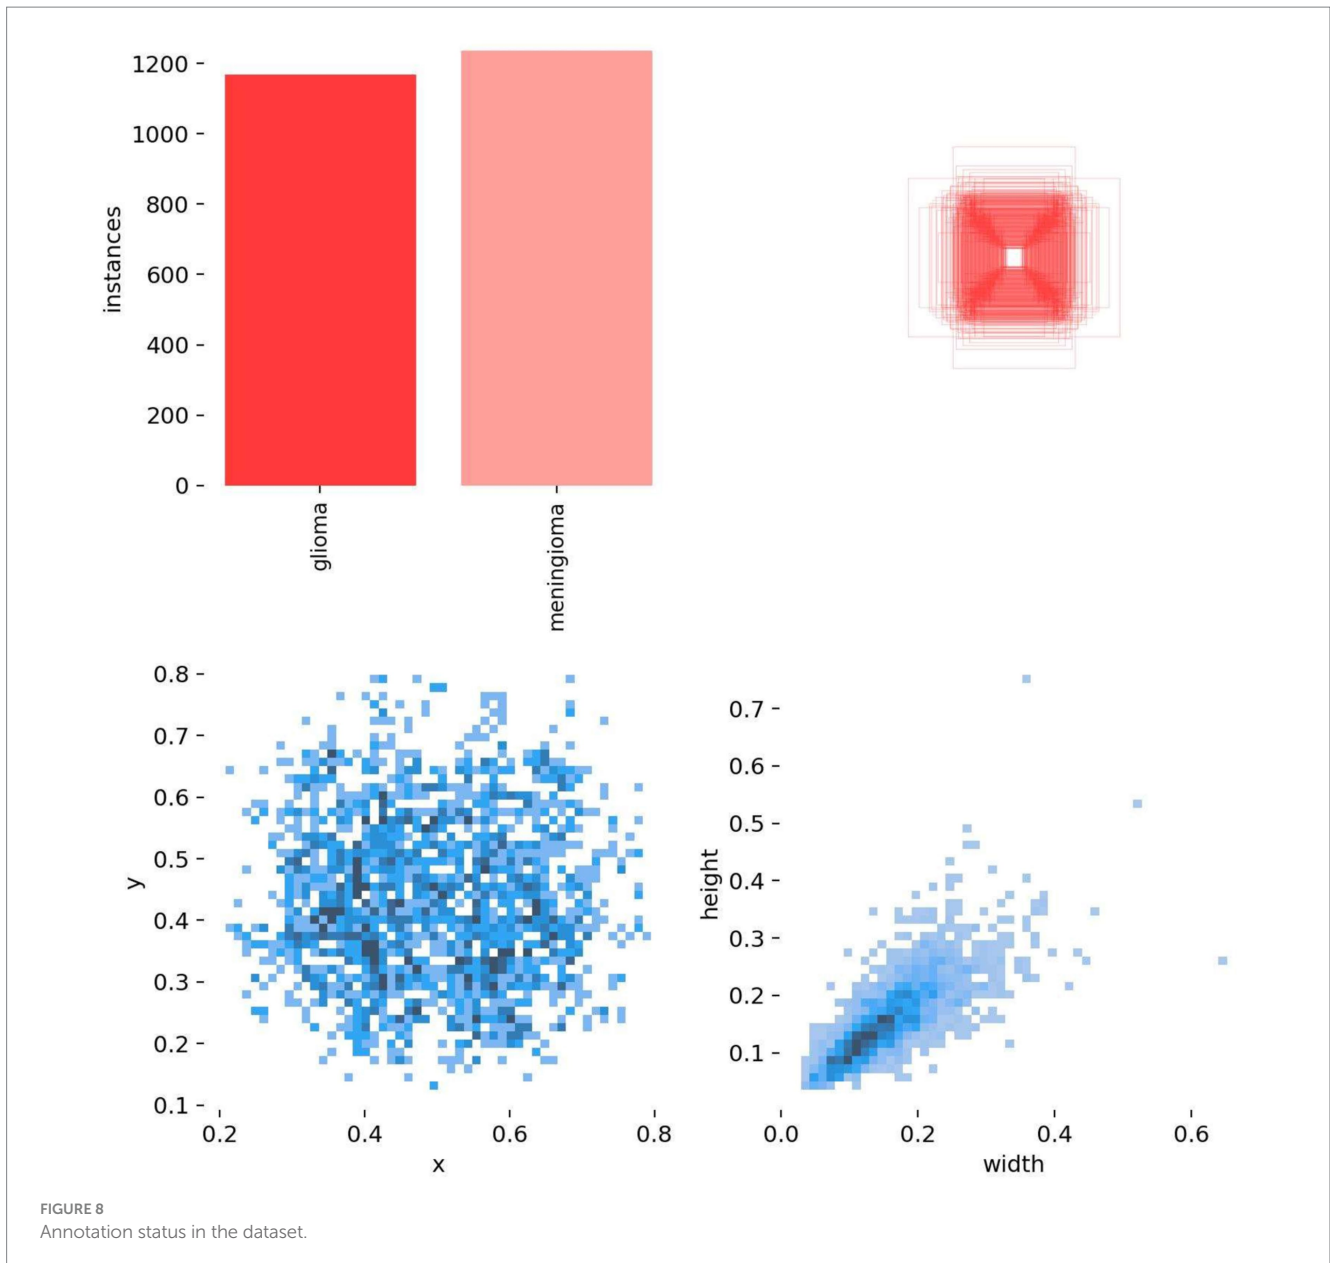 1200
1000
800
600
400
200
0
instances
glioma
meningioma
0.8
0.7
0.6
0.5
0.4
0.3
0.2
0.1
y
0.2 0.4 0.6 0.8
x
0.7
0.6
0.5
0.4
0.3
0.2
0.1
height
0.0 0.2 0.4 0.6
width
FIGURE 8
Annotation status in the dataset.